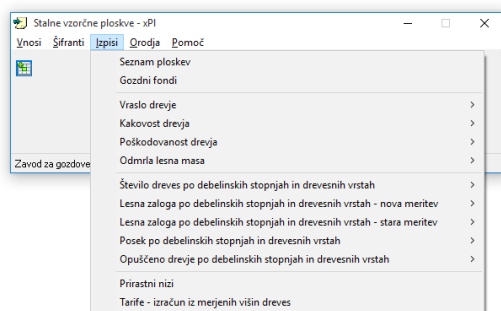 Stalne vzorčne ploskve - xPI
Vnosi Šifranti Izpisi Orodja Pomoč
Seznam ploskev
Gozdni fondi
Vraslo drevje
Kakovost drevja
Poškodovanost drevja
Odmrla lesna masa
Zavod za gozdove
Število dreves po debelinskih stopnjah in drevesnih vrstah
Lesna zaloga po debelinskih stopnjah in drevesnih vrstah - nova meritev
Lesna zaloga po debelinskih stopnjah in drevesnih vrstah - stara meritev
Posek po debelinskih stopnjah in drevesnih vrstah
Opuščeno drevje po debelinskih stopnjah in drevesnih vrstah
Prirastni nizi
Tarife - izračun iz merjenih višin dreves